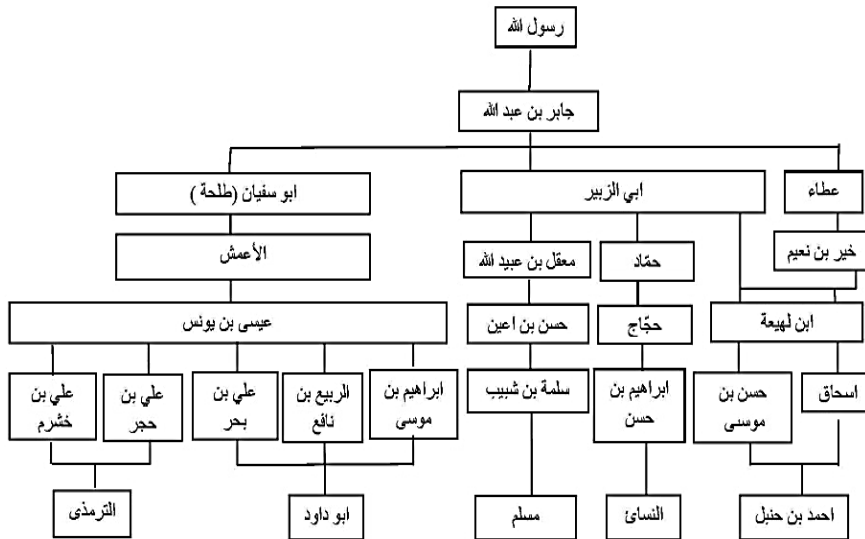 رسول الله
جابر بن عبد الله
عطاء
ابي الزبير
ابو سفيان (طلحة )
خير بن نعيم
حمّاد
معقل بن عبيد الله
الأعمش
ابن لهيعة
حجّاج
حسن بن اعين
عيسى بن يونس
اسحاق
حسن بن
موسى
ابراهيم بن
حسن
سلمة بن شبيب
ابراهيم بن
موسى
الربيع بن
نافع
علي بن
بحر
علي بن
حجر
علي بن
خشرم
احمد بن حنبل
النسائ
مسلم
ابو داود
الترمذى